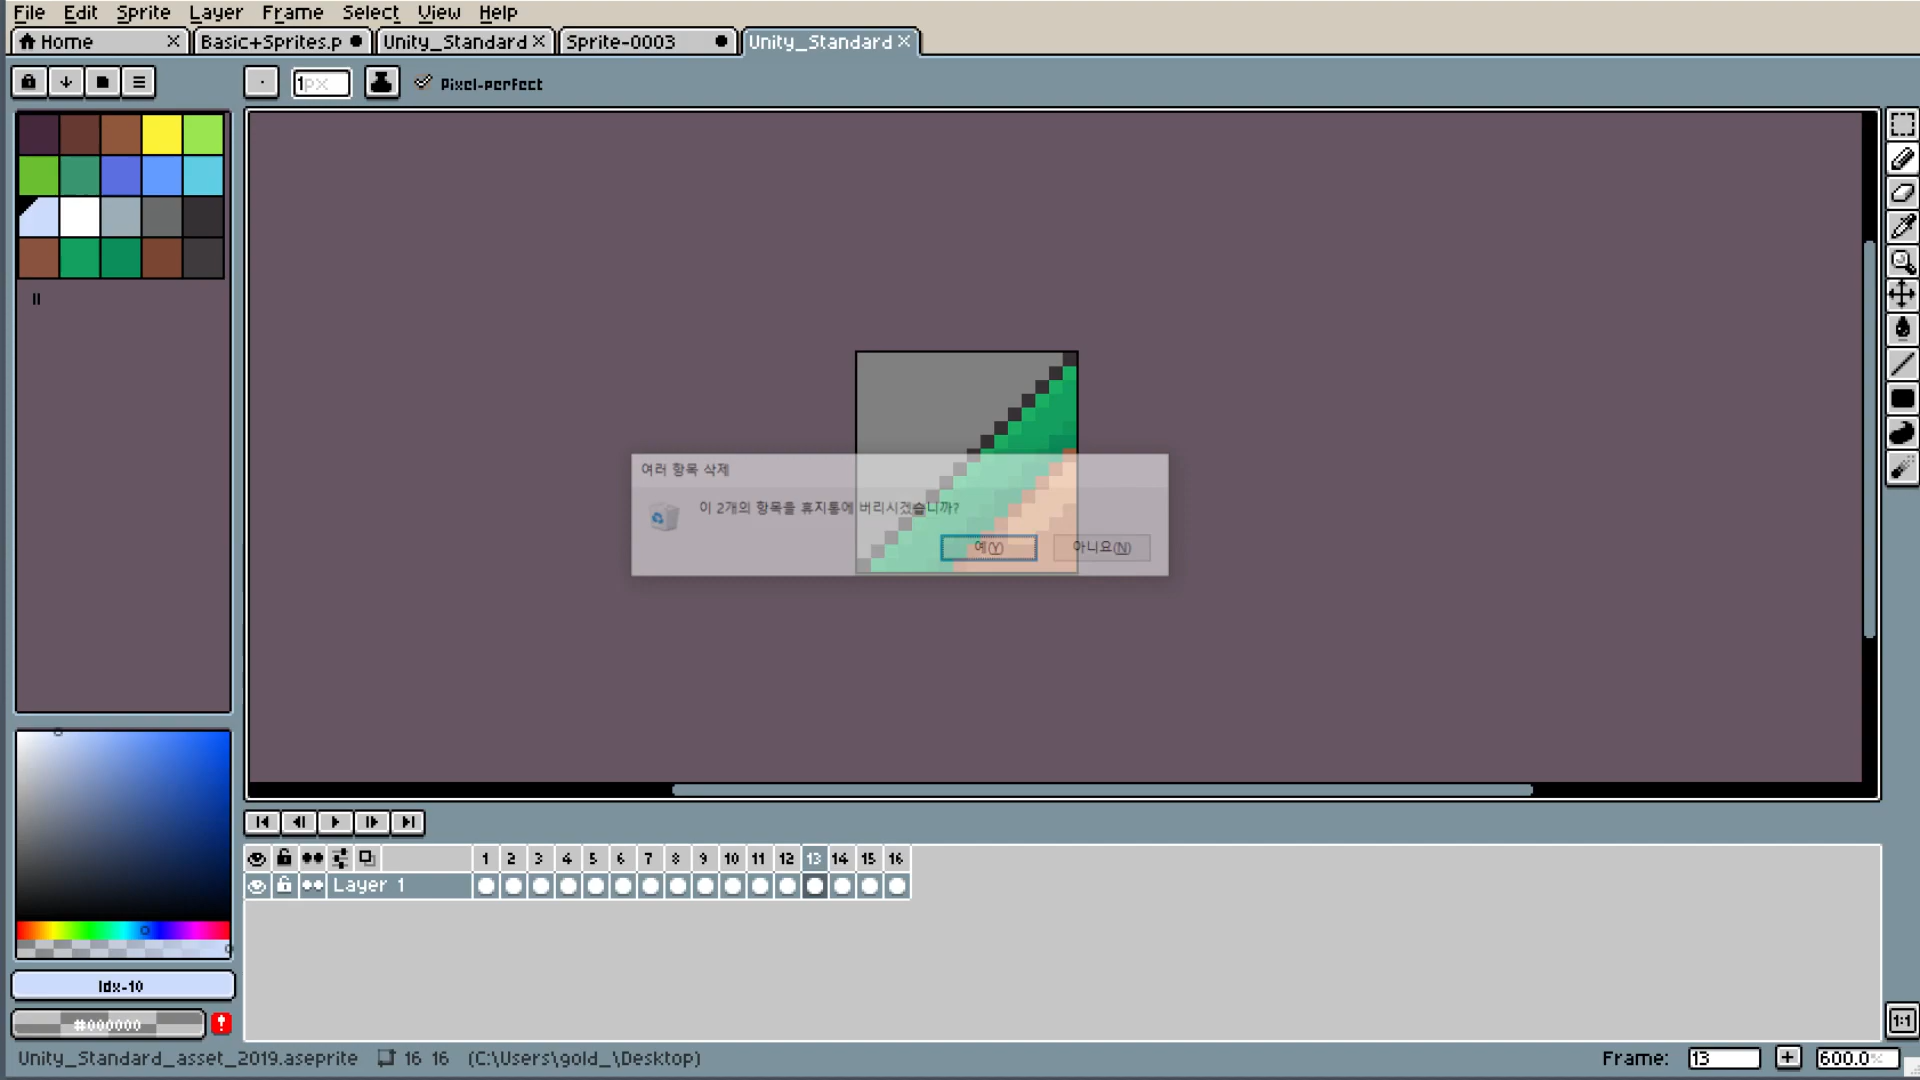 File Edit Sprite Layer Frame Select View Help
Home
Basic+Sprites.p
Unity_Standard
Sprite-0003
Unity_Standard
1px
Pixel-perfect
여러 항목 삭제
이 2개의 항목을 휴지통에 버리시겠습니까?
예(Y)
아니요(N)
1 2 3 4 5 6 7 8 9 10 11 12 13 14 15 16
Layer 1
Idx-10
#000000
1:1
Unity_Standard_asset_2019.aseprite 16 16 (C:\Users\gold_\Desktop)
Frame: 13 + 600.0%